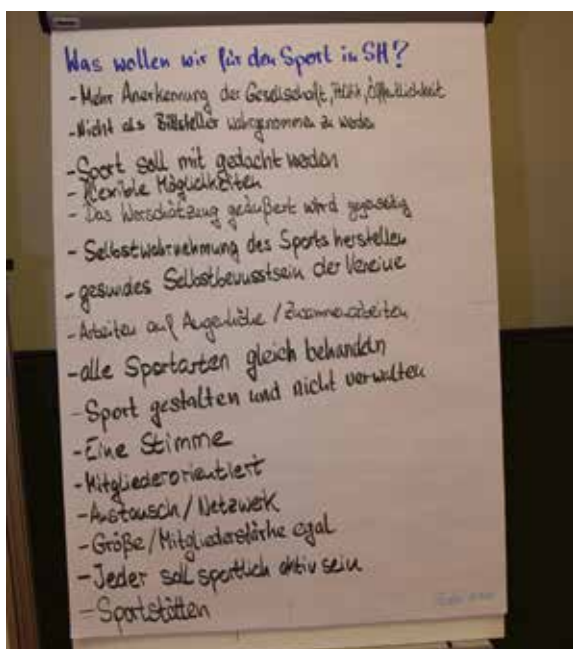 Was wollen wir für den Sport in SH?
- Mehr Anerkennung der Gesellschaft, Politik, Öffentlichkeit
- Nicht als Bittsteller wahrgenommen zu werden
- Sport soll mit gedacht werden
- flexible Möglichkeiten
- Das Wertschätzung geäußert wird gegenseitig
- Selbstwahrnehmung des Sports herstellen
- gesundes Selbstbewusstsein der Vereine
- Arbeiten auf Augenhöhe / Zusammenarbeiten
- alle Sportarten gleich behandeln
- Sport gestalten und nicht verwalten
- Eine Stimme
- Mitgliederorientiert
- Austausch / Netzwerk
- Größe / Mitgliederstärke egal
- Jeder soll sportlich aktiv sein
- Sportstätten